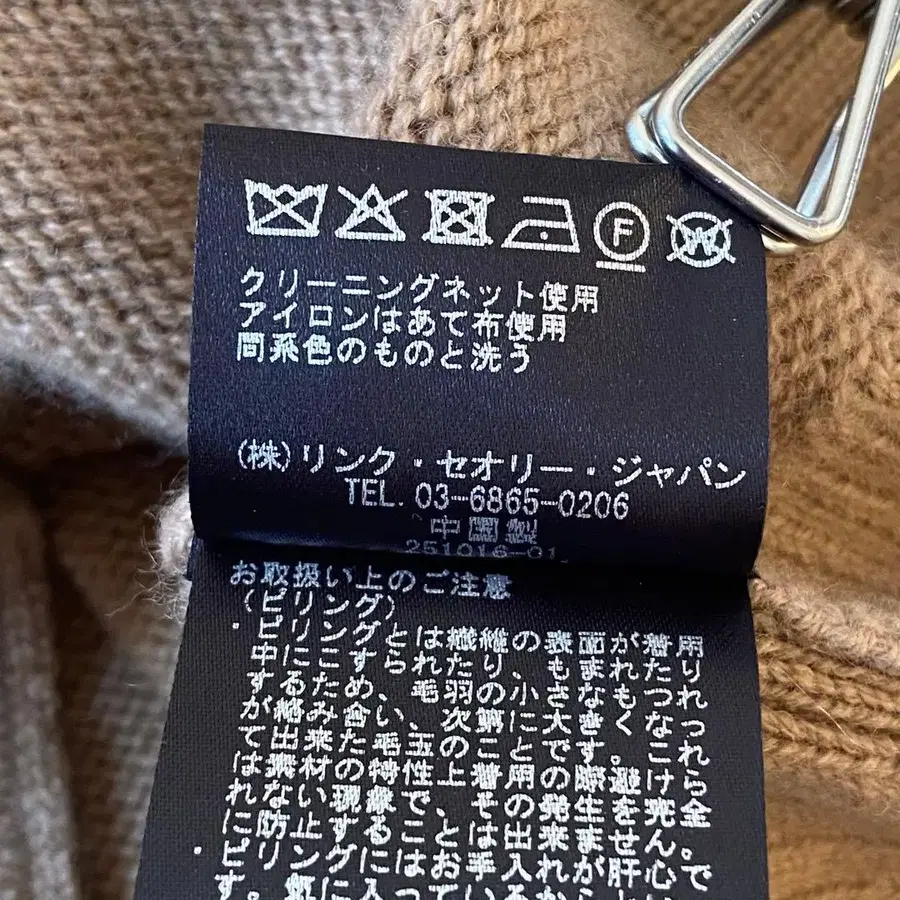 F
W
クリーニングネット使用
アイロンはあて布使用
同系色のものと洗う
(株)リンク・セオリー・ジャパン
TEL. 03-6865-0206
中国製
251016-01
お取扱い上のご注意
(ピリング)
・ピリングとは繊維の表面が着用
中にこすられたり、もまれたり
するため、毛羽の小さなもつれ
が絡み合い、次第に大きくなっ
て出来た毛玉のことです。これ
は素材の特性上、着用の際避けら
れない現象で、その発生を完全
に防止することは出来ません。
・ピリングにはお手入れが肝心で
す。